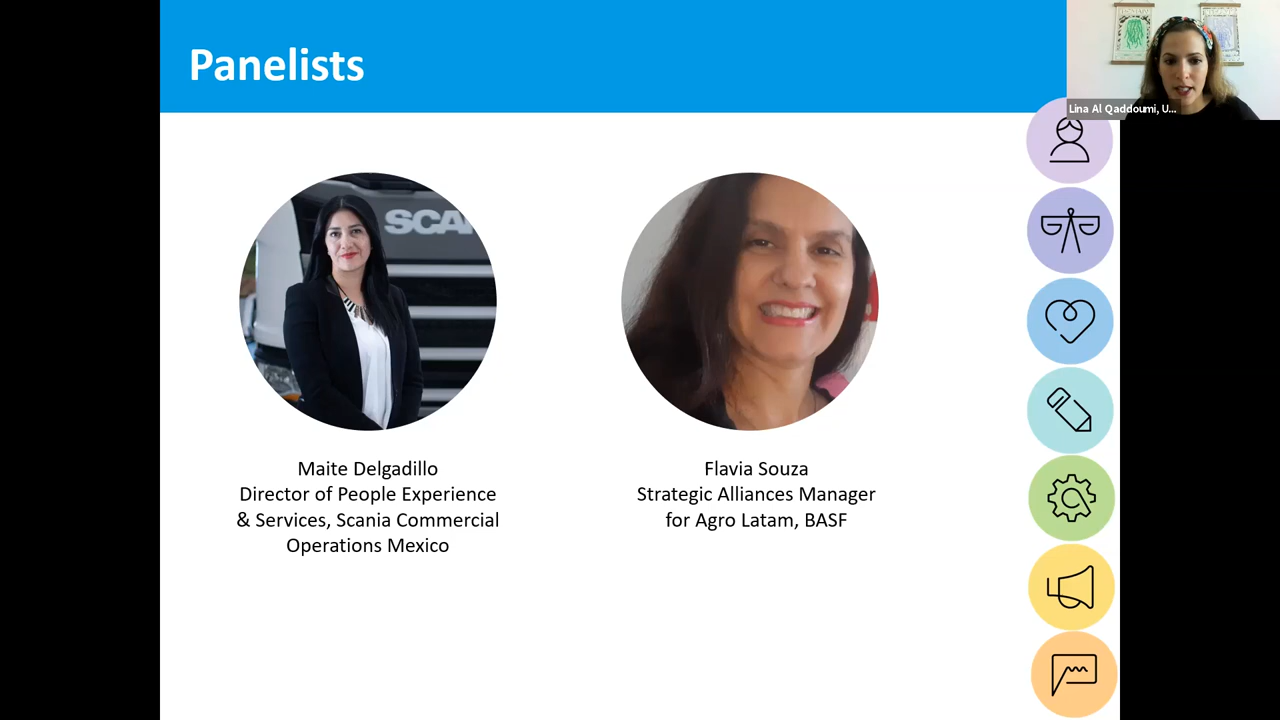 Panelists
Lina Al Qaddoumi, U...
SCAN
Maite Delgadillo
Director of People Experience
& Services, Scania Commercial
Operations Mexico
Flavia Souza
Strategic Alliances Manager
for Agro Latam, BASF